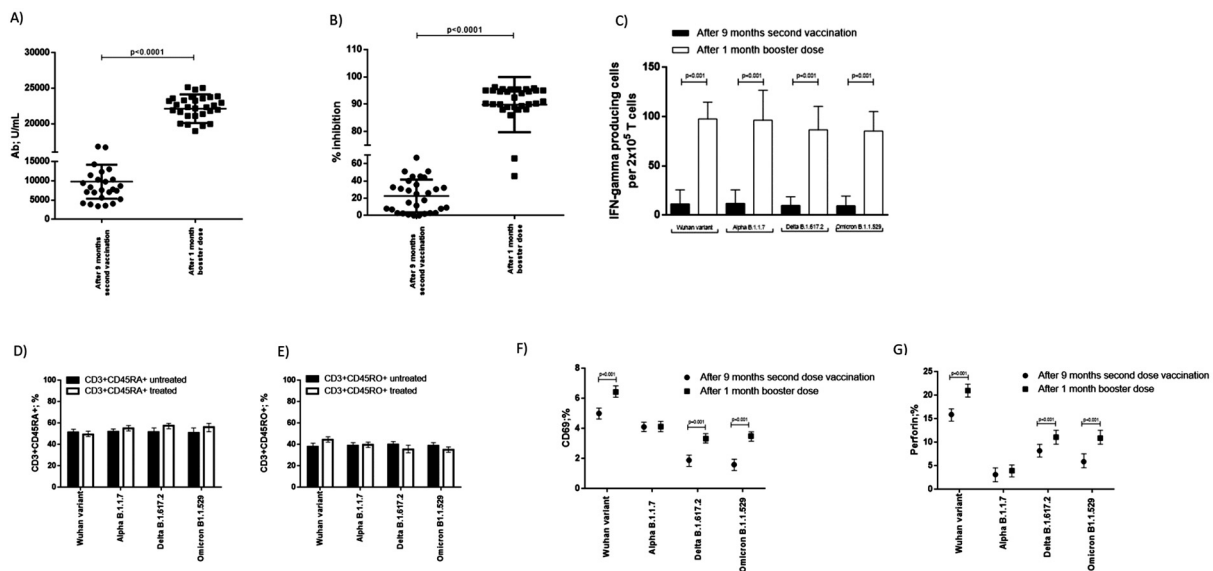 A)
p<0.0001
30000
25000
20000
15000
10000
5000
0
Ab; U/mL
After 9 months
second vaccination
After 1 month
booster dose
B)
p<0.0001
110
100
90
80
60
40
20
0
% Inhibition
After 9 months
second vaccination
After 1 month
booster dose
C)
After 9 months second vaccination
After 1 month booster dose
150
100
50
0
IFN-gamma producing cells
per 2x10⁵ T cells
p=0.001
p=0.001
p=0.001
p=0.001
Wuhan variant
Alpha B.1.1.7
Delta B.1.617.2
Omicron B.1.1.529
D)
CD3+CD45RA+ untreated
CD3+CD45RA+ treated
100
80
60
40
20
0
CD3+CD45RA+; %
Wuhan variant
Alpha B.1.1.7
Delta B.1.617.2
Omicron B1.1.529
E)
CD3+CD45RO+ untreated
CD3+CD45RO+ treated
100
80
60
40
20
0
CD3+CD45RO+; %
Wuhan variant
Alpha B.1.1.7
Delta B.1.617.2
Omicron B1.1.529
F)
After 9 months second dose vaccination
After 1 month booster dose
8
6
4
2
0
CD69;%
p=0.001
p=0.001
p=0.001
Wuhan variant
Alpha B.1.1.7
Delta B.1.617.2
Omicron B.1.1.529
G)
After 9 months second dose vaccination
After 1 month booster dose
25
20
15
10
5
0
Perforin;%
p=0.001
p=0.001
p=0.001
Wuhan variant
Alpha B.1.1.7
Delta B.1.617.2
Omicron B1.1.529